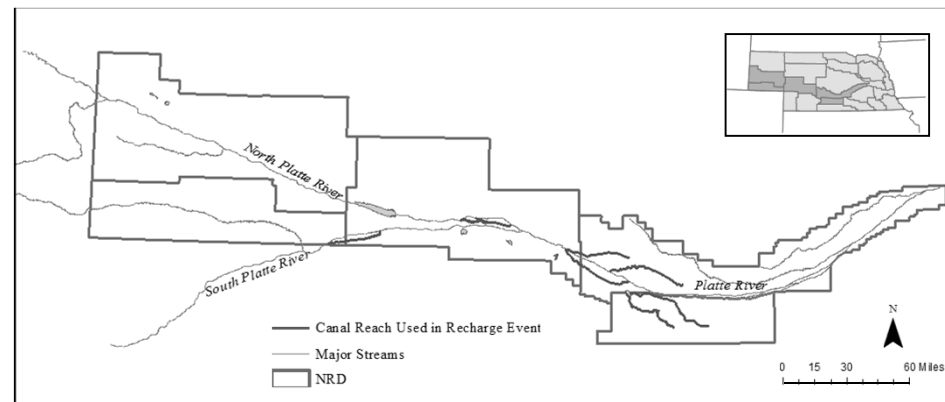 North Platte River
South Platte River
Platte River
Canal Reach Used in Recharge Event
Major Streams
NRD
N
0 15 30 60 Miles